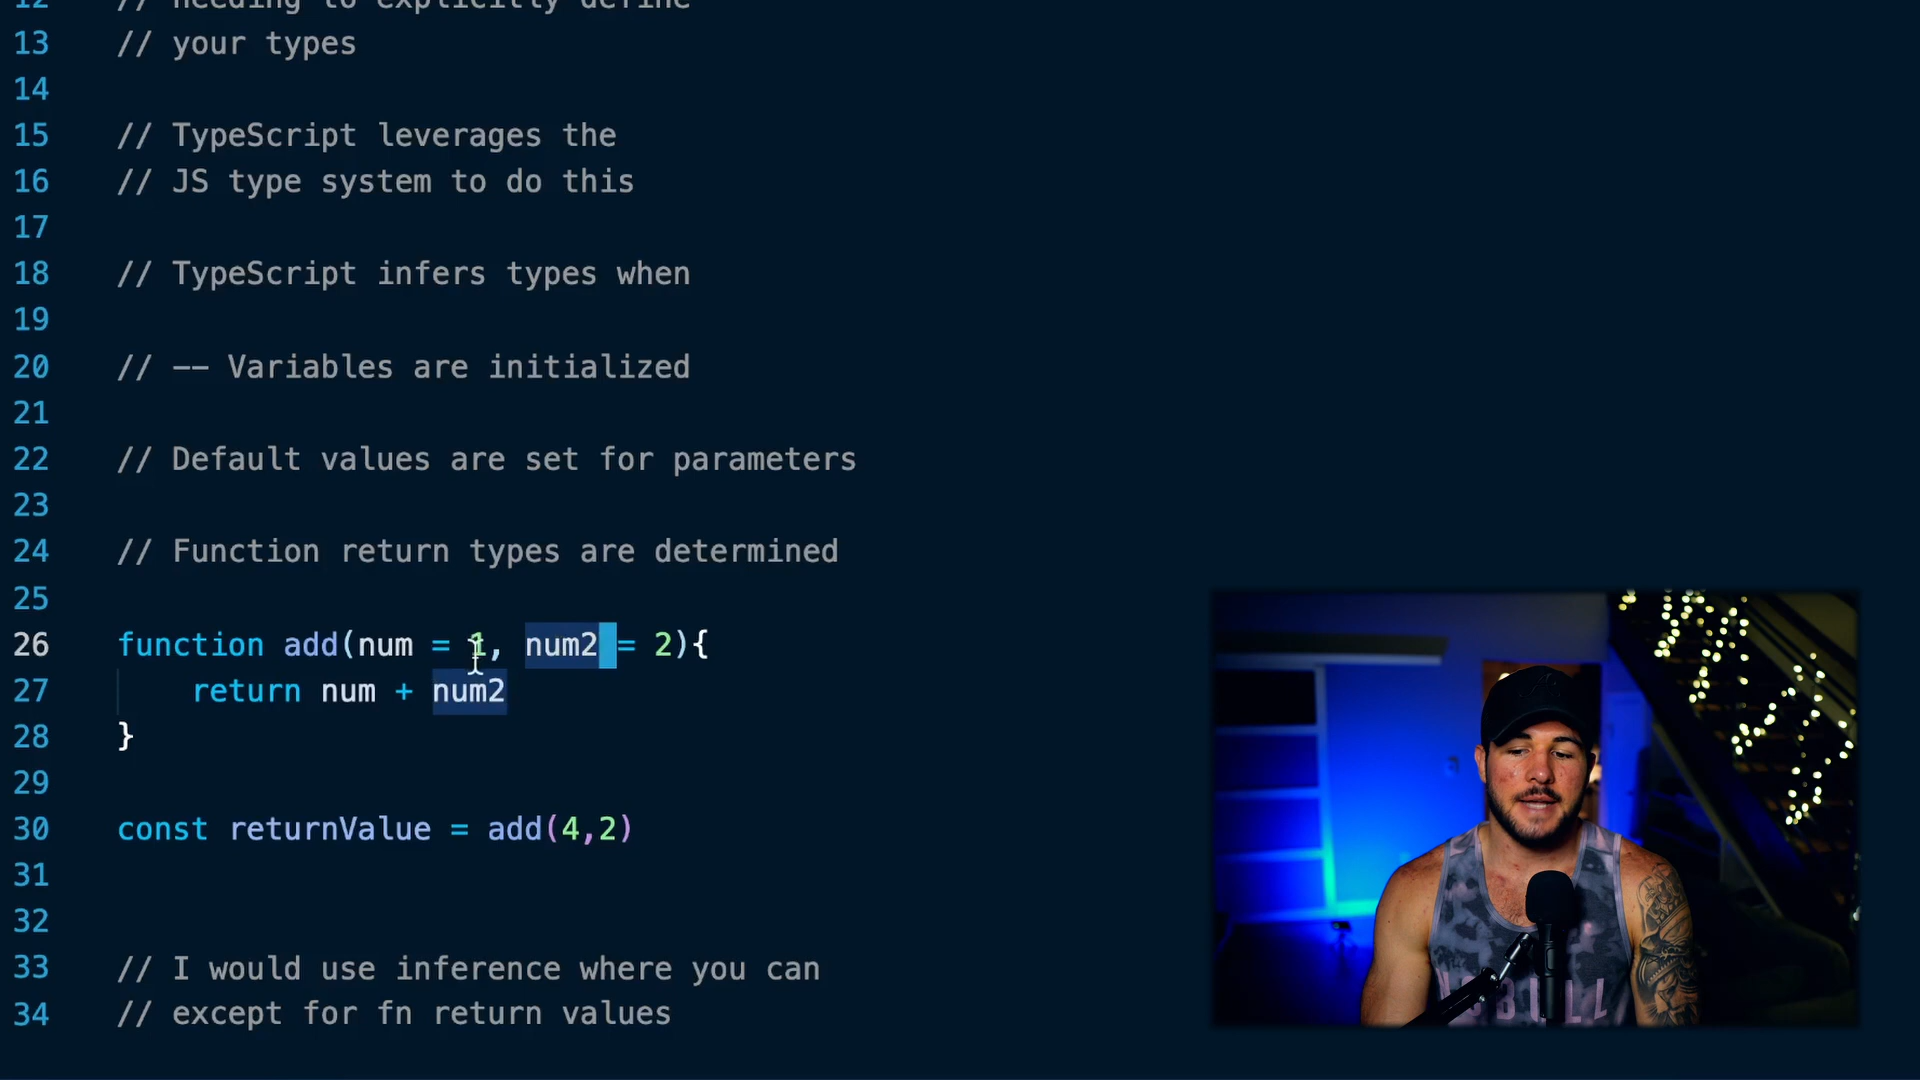 13 // your types
14
15 // TypeScript leverages the
16 // JS type system to do this
17
18 // TypeScript infers types when
19
20 // -- Variables are initialized
21
22 // Default values are set for parameters
23
24 // Function return types are determined
25
26 function add(num = 1, num2 = 2){
27 return num + num2
28 }
29
30 const returnValue = add(4,2)
31
32
33 // I would use inference where you can
34 // except for fn return values